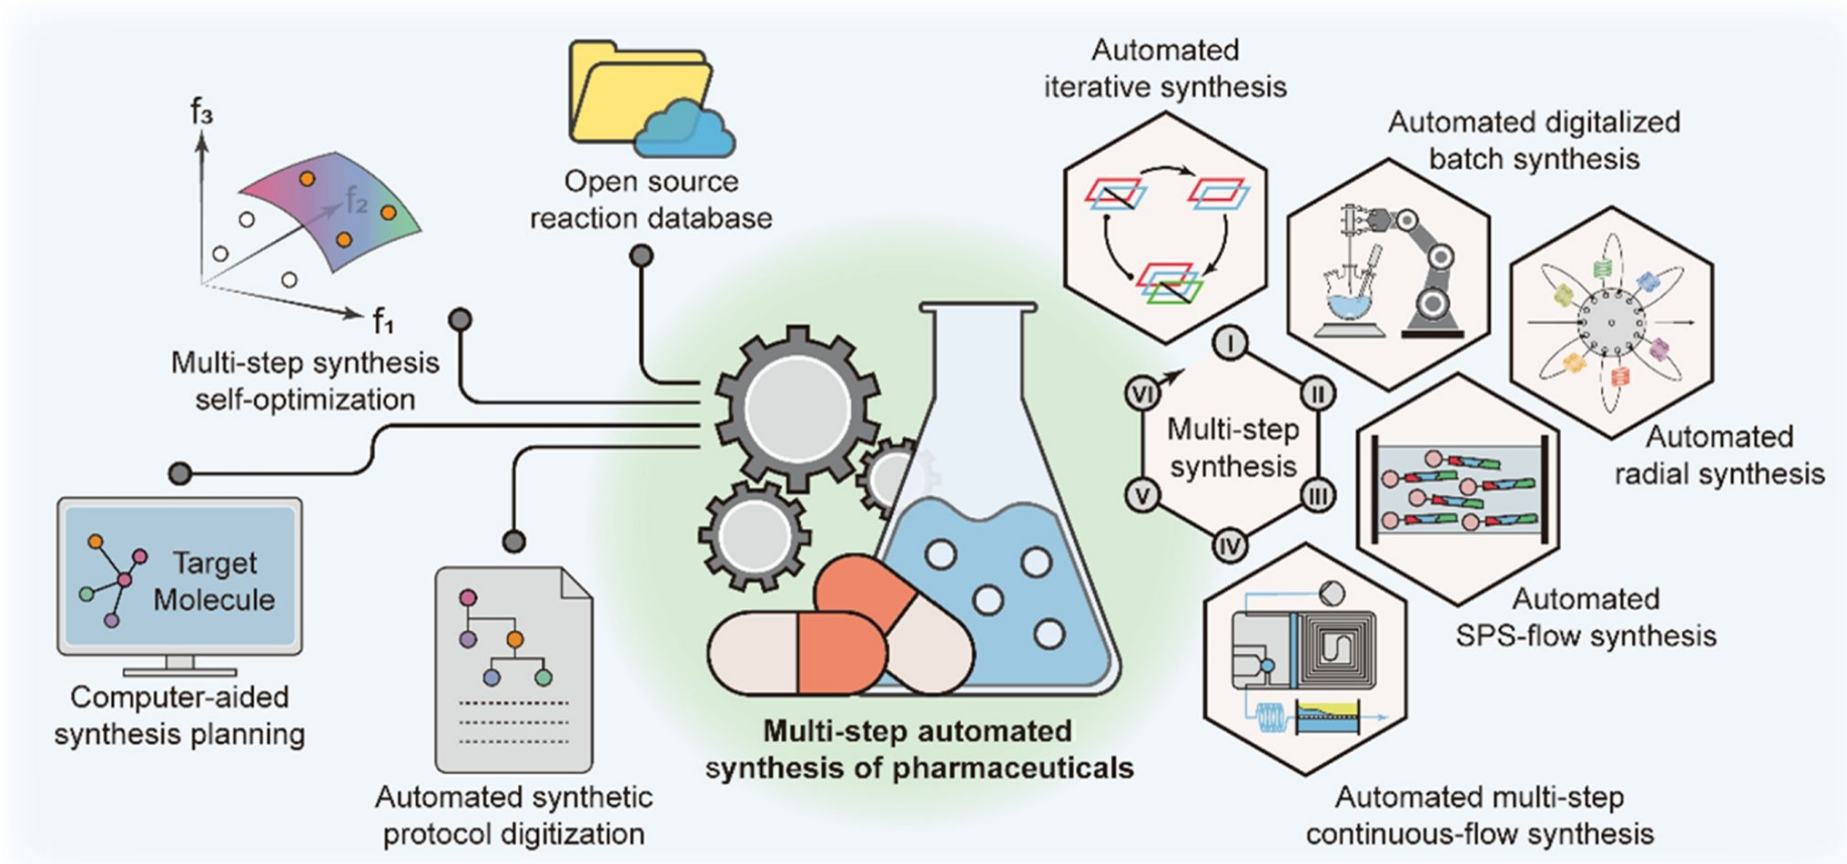 f₃
f₂
f₁
Multi-step synthesis
self-optimization
Open source
reaction database
Target
Molecule
Computer-aided
synthesis planning
Automated synthetic
protocol digitization
Multi-step automated
synthesis of pharmaceuticals
Automated
iterative synthesis
Automated digitalized
batch synthesis
Automated
radial synthesis
I
II
III
IV
V
VI
Multi-step
synthesis
Automated
SPS-flow synthesis
Automated multi-step
continuous-flow synthesis